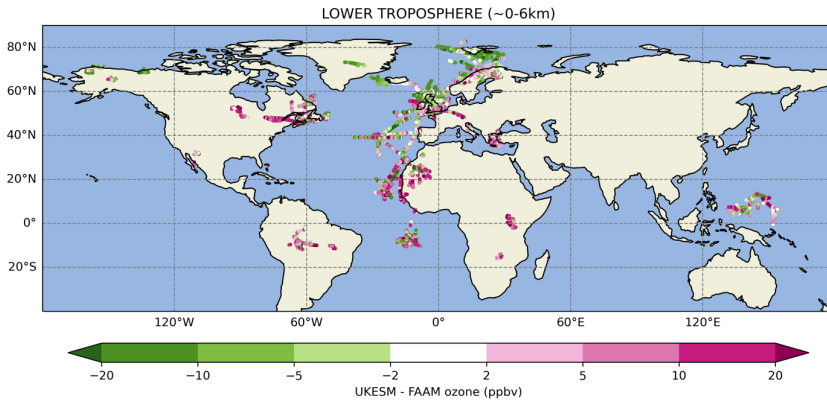 LOWER TROPOSPHERE (~0-6km)
80°N
60°N
40°N
20°N
0°
20°S
120°W 60°W 0° 60°E 120°E
−20 −10 −5 −2 2 5 10 20
UKESM - FAAM ozone (ppbv)